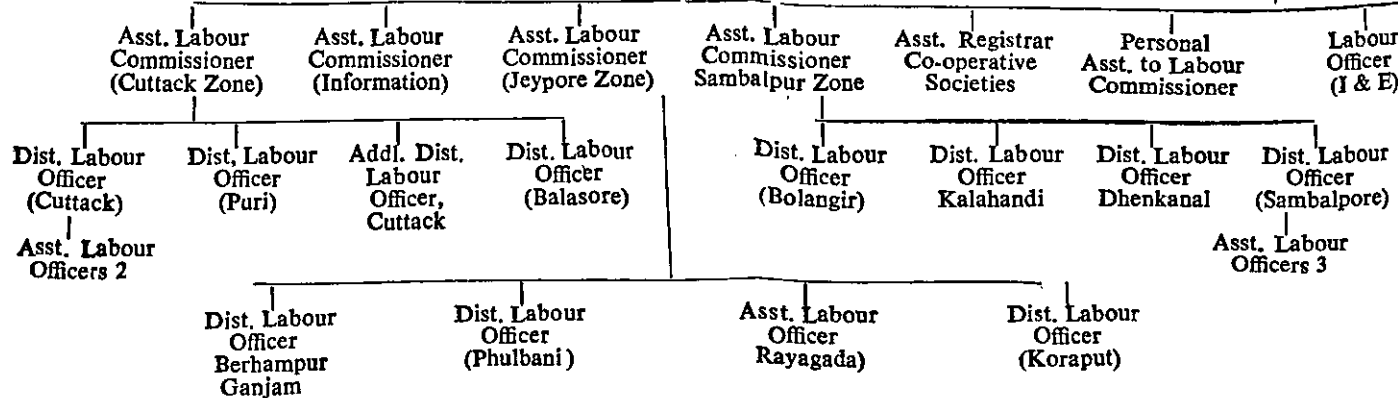 Asst. Labour
Commissioner
(Cuttack Zone)
Asst. Labour
Commissioner
(Information)
Asst. Labour
Commissioner
(Jeypore Zone)
Asst. Labour
Commissioner
Sambalpur Zone
Asst. Registrar
Co-operative
Societies
Personal
Asst. to Labour
Commissioner
Labour
Officer
(I & E)
Dist. Labour
Officer
(Cuttack)
Dist, Labour
Officer
(Puri)
Addl. Dist.
Labour
Officer,
Cuttack
Dist. Labour
Officer
(Balasore)
Dist. Labour
Officer
(Bolangir)
Dist. Labour
Officer
Kalahandi
Dist. Labour
Officer
Dhenkanal
Dist. Labour
Officer
(Sambalpore)
Asst. Labour
Officers 2
Asst. Labour
Officers 3
Dist. Labour
Officer
Berhampur
Ganjam
Dist. Labour
Officer
(Phulbani)
Asst. Labour
Officer
Rayagada)
Dist. Labour
Officer
(Koraput)